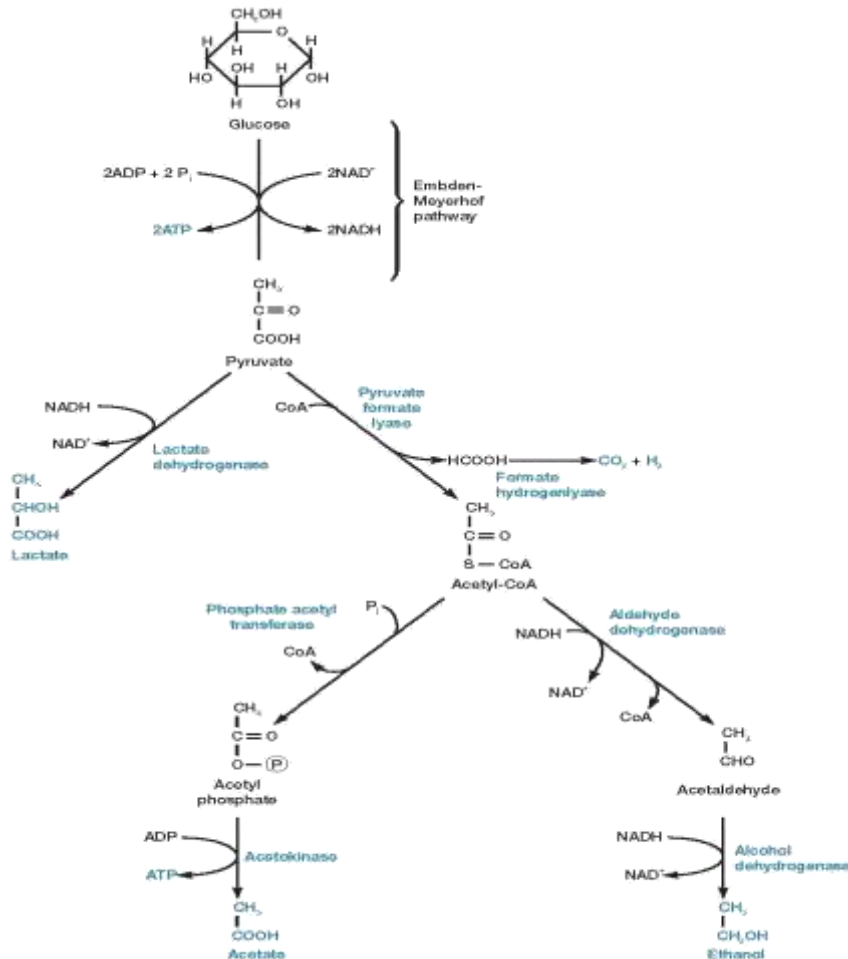 CH₂OH
H
O
H
H
H
OH
H
HO
OH
H
OH
Glucose
2ADP + 2 Pᵢ
2NAD⁺
Embden-
Meyerhof
pathway
2ATP
2NADH
CH₃
C=O
COOH
Pyruvate
NADH
CoA
Pyruvate
formate
lyase
NAD⁺
Lactate
dehydrogenase
HCOOH
CO₂ + H₂
Formate
hydrogenlyase
CH₃
CHOH
COOH
Lactate
CH₃
C=O
S—CoA
Acetyl-CoA
Phosphate acetyl
transferase
Pᵢ
CoA
Aldehyde
dehydrogenase
NADH
NAD⁺
CoA
CH₃
C=O
O—P
Acetyl
phosphate
CH₃
CHO
Acetaldehyde
ADP
Acetokinase
ATP
NADH
Alcohol
dehydrogenase
NAD⁺
CH₃
COOH
Acetate
CH₃
CH₂OH
Ethanol